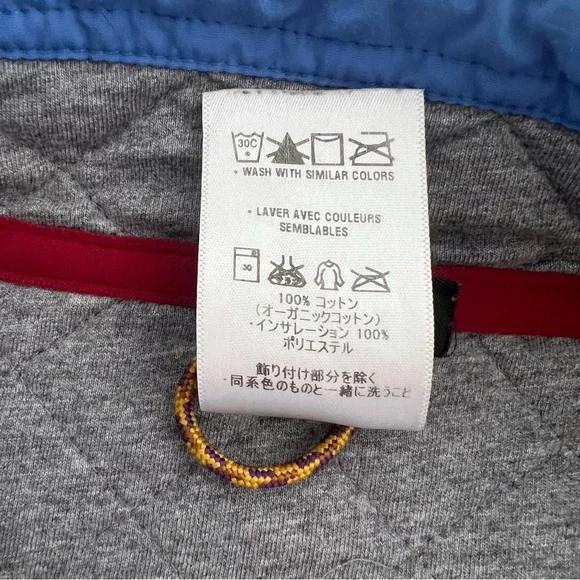 30C
• WASH WITH SIMILAR COLORS
• LAVER AVEC COULEURS
SEMBLABLES
30
100% コットン
(オーガニックコットン)
・インサレーション 100%
ポリエステル
飾り付け部分を除く
・同系色のものと一緒に洗うこと